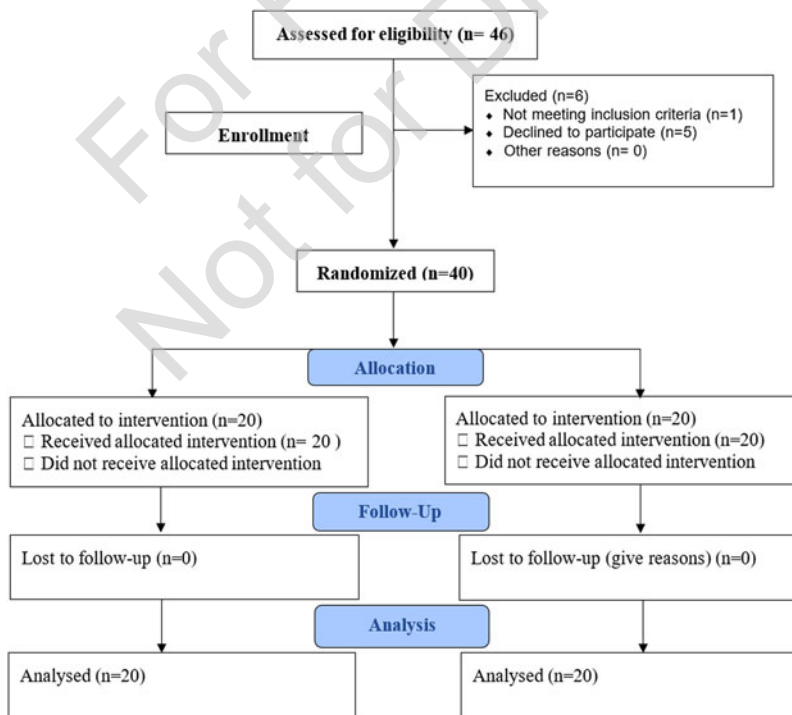 Assessed for eligibility (n= 46)
Excluded (n=6)
⬧ Not meeting inclusion criteria (n=1)
⬧ Declined to participate (n=5)
⬧ Other reasons (n= 0)
Enrollment
Randomized (n=40)
Allocation
Allocated to intervention (n=20)
□ Received allocated intervention (n= 20 )
□ Did not receive allocated intervention
Allocated to intervention (n=20)
□ Received allocated intervention (n=20)
□ Did not receive allocated intervention
Follow-Up
Lost to follow-up (n=0)
Lost to follow-up (give reasons) (n=0)
Analysis
Analysed (n=20)
Analysed (n=20)
For
Not for